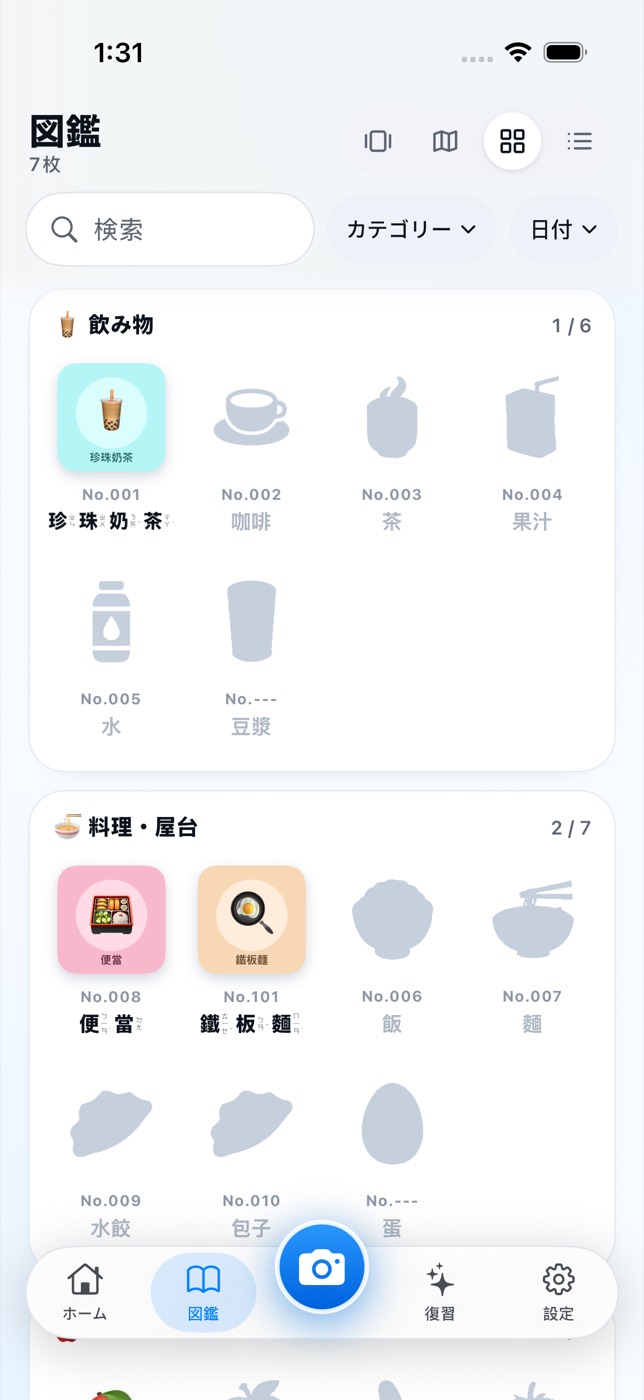 1:31
図鑑
7枚
検索
カテゴリー
日付
飲み物
1 / 6
珍珠奶茶
No.001
No.002
No.003
No.004
珍珠奶茶
咖啡
茶
果汁
No.005
No.---
水
豆漿
料理・屋台
2 / 7
便當
鐵板麵
No.008
No.101
No.006
No.007
便當
鐵板麵
飯
麵
No.009
No.010
No.---
水餃
包子
蛋
ホーム
図鑑
復習
設定